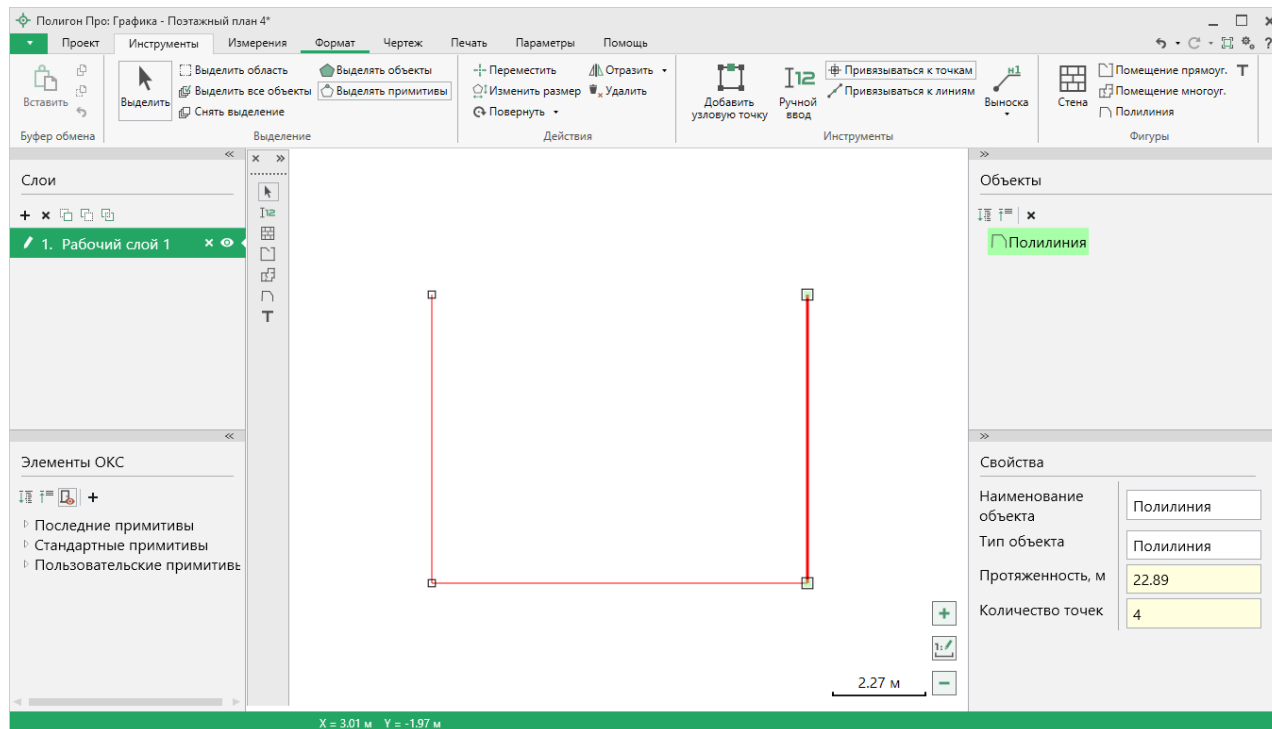 Полигон Про: Графика - Поэтажный план 4*
Проект Инструменты Измерения Формат Чертеж Печать Параметры Помощь
Вставить
Буфер обмена
Выделить
Выделить область
Выделить все объекты
Снять выделение
Выделять объекты
Выделять примитивы
Выделение
Переместить
Изменить размер
Повернуть
Отразить
Удалить
Действия
Добавить
узловую точку
Ручной
ввод
Привязываться к точкам
Привязываться к линиям
н1
Выноска
Инструменты
Стена
Помещение прямоуг.
Помещение многоуг.
Полилиния
Фигуры
Слои
1. Рабочий слой 1
Элементы ОКС
Последние примитивы
Стандартные примитивы
Пользовательские примитивь
2.27 м
Объекты
Полилиния
Свойства
Наименование
объекта
Полилиния
Тип объекта
Полилиния
Протяженность, м
22.89
Количество точек
4
X = 3.01 м Y = -1.97 м